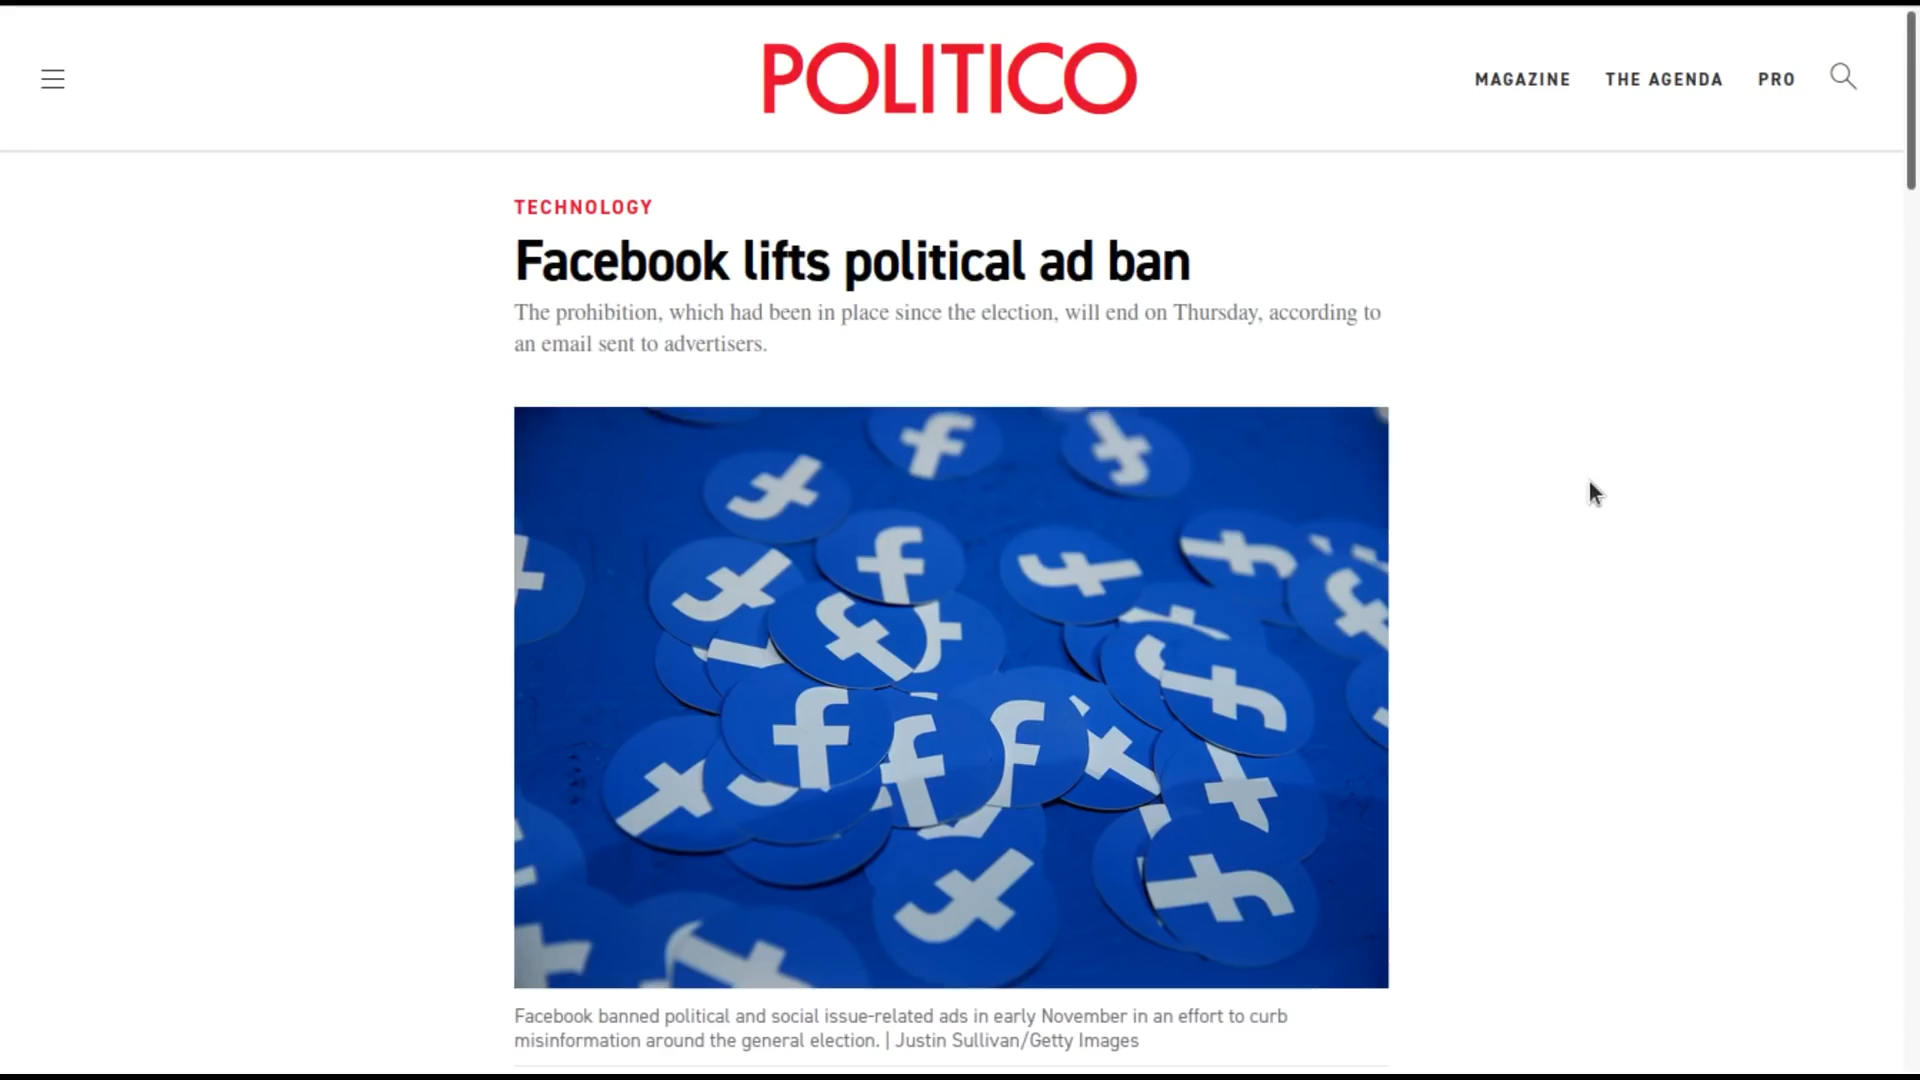 POLITICO
MAGAZINE THE AGENDA PRO
TECHNOLOGY
Facebook lifts political ad ban
The prohibition, which had been in place since the election, will end on Thursday, according to
an email sent to advertisers.
Facebook banned political and social issue-related ads in early November in an effort to curb
misinformation around the general election. | Justin Sullivan/Getty Images